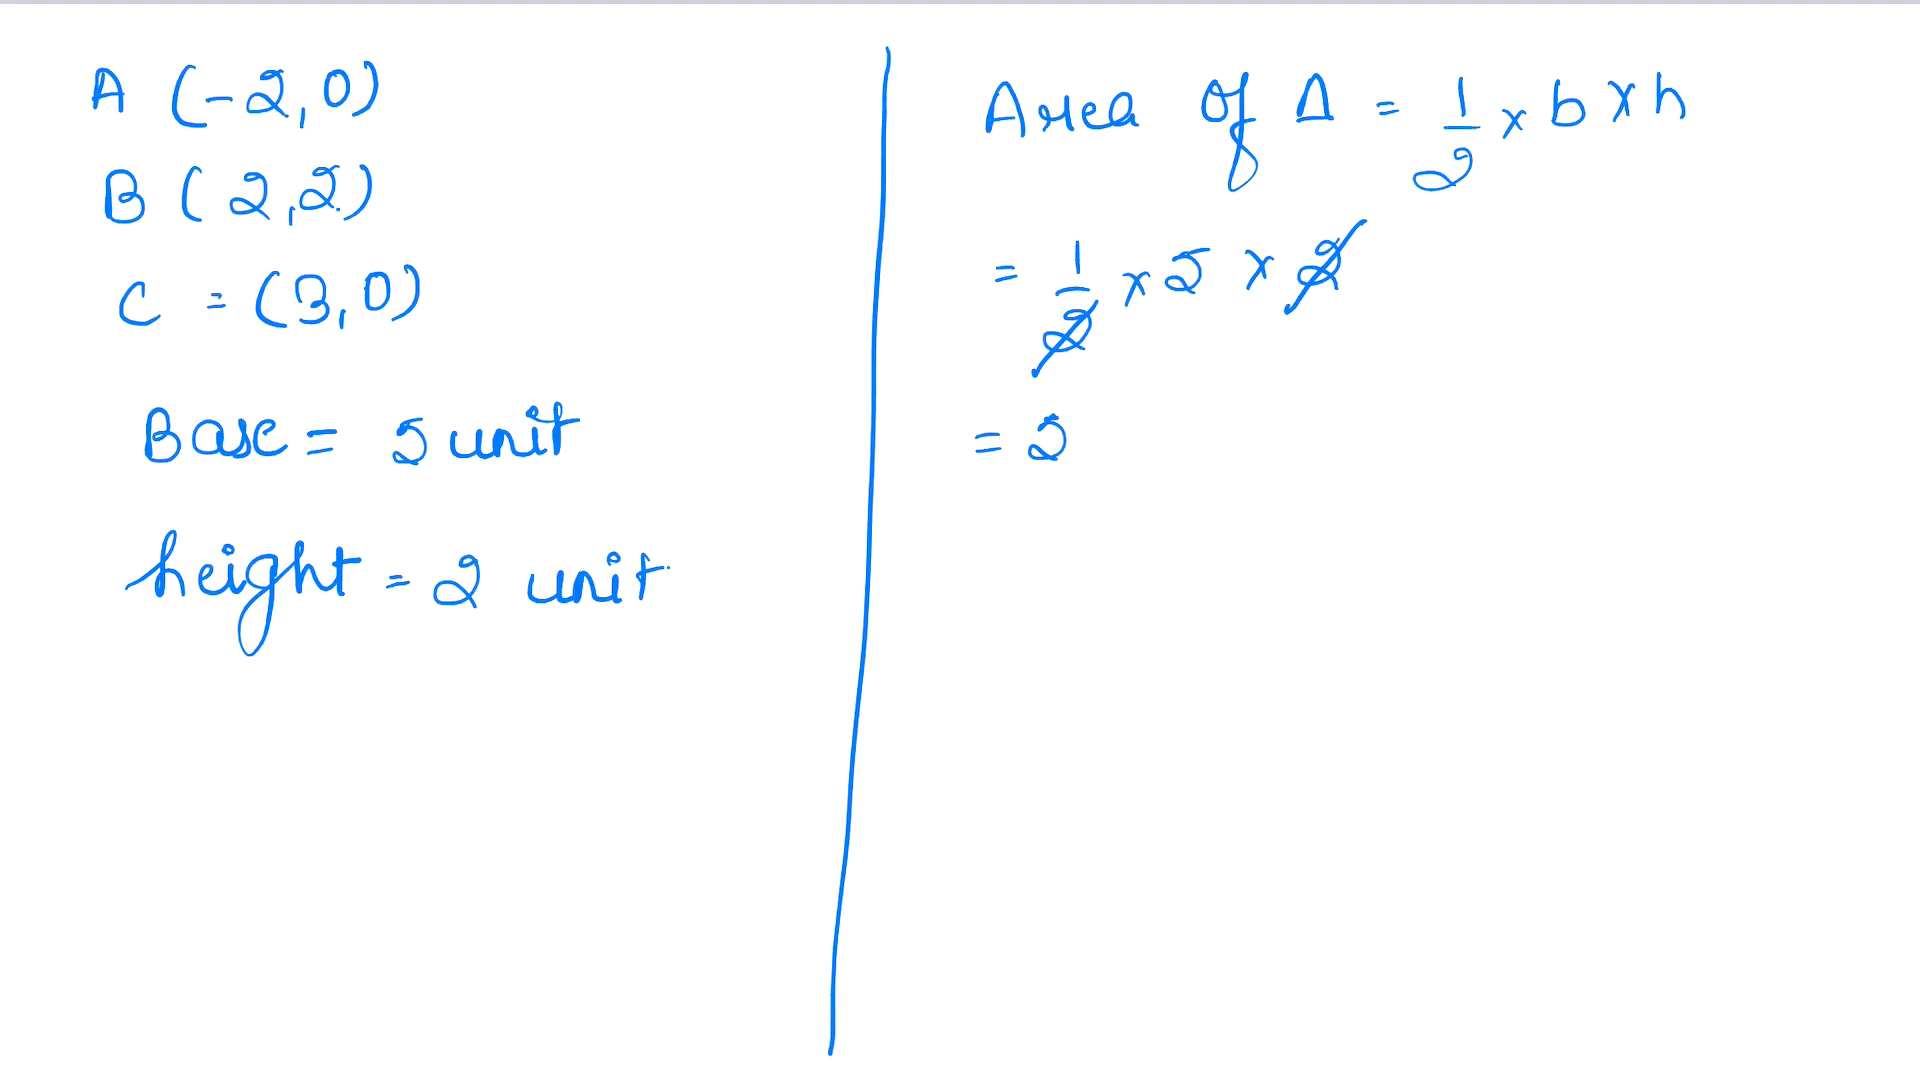 A (-2,0)
B (2,2)
C = (3,0)
Base = 5 unit
height = 2 unit
Area of Δ = 1/2 × b × h
= 1/2 × 5 × 2
= 5